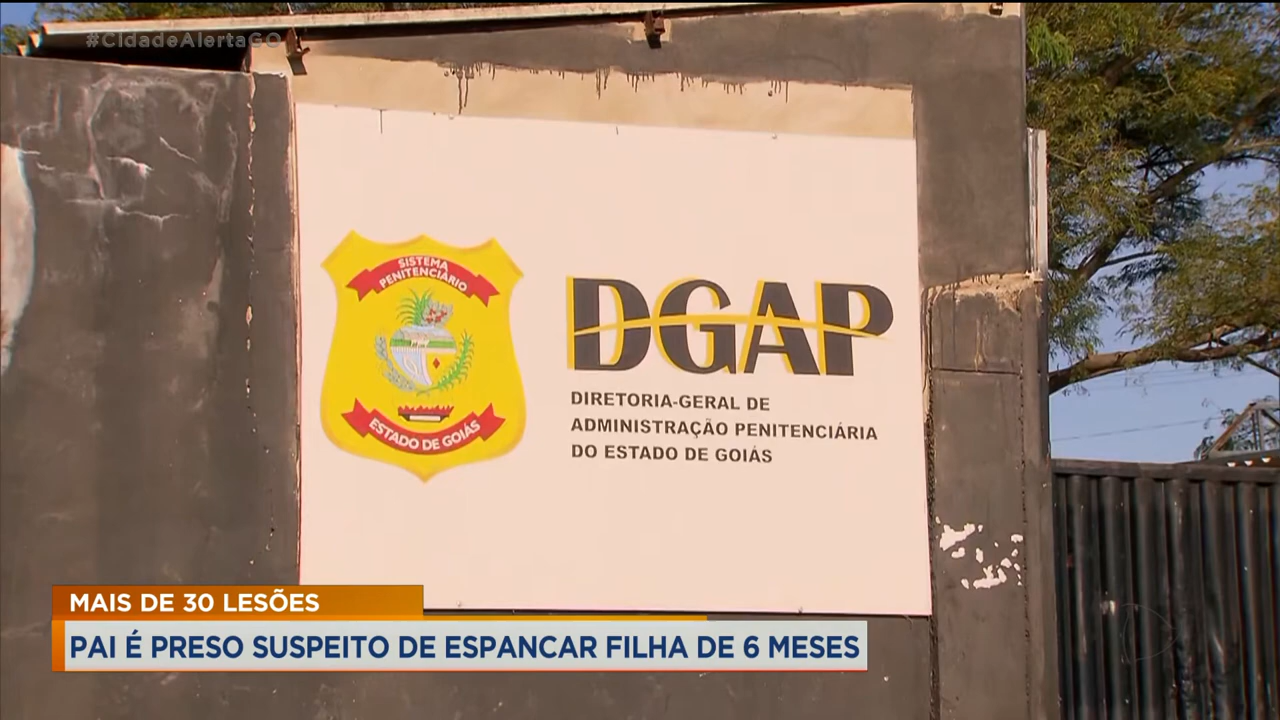 #CidadeAlertaGO
SISTEMA
PENITENCIÁRIO
ESTADO DE GOIÁS
DGAP
DIRETORIA-GERAL DE
ADMINISTRAÇÃO PENITENCIÁRIA
DO ESTADO DE GOIÁS
MAIS DE 30 LESÕES
PAI É PRESO SUSPEITO DE ESPANCAR FILHA DE 6 MESES